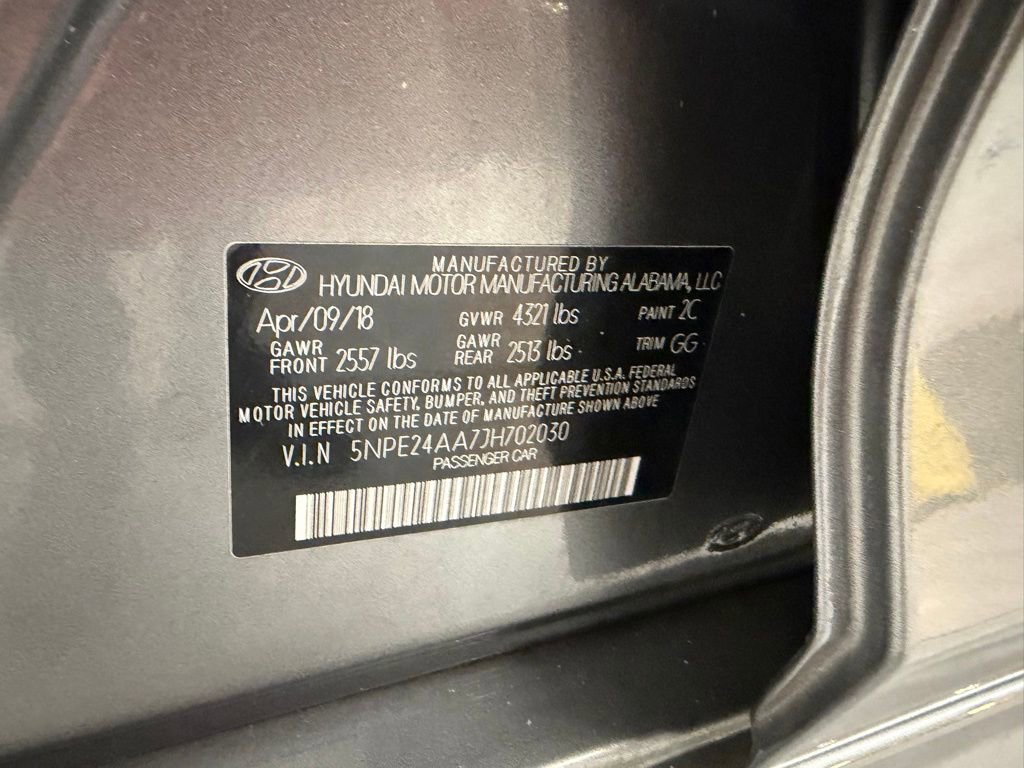 MANUFACTURED BY
HYUNDAI MOTOR MANUFACTURING ALABAMA, LLC
Apr/09/18 GVWR 4321 lbs PAINT 2C
GAWR FRONT 2557 lbs GAWR REAR 2513 lbs TRIM GG
THIS VEHICLE CONFORMS TO ALL APPLICABLE U.S.A. FEDERAL
MOTOR VEHICLE SAFETY, BUMPER, AND THEFT PREVENTION STANDARDS
IN EFFECT ON THE DATE OF MANUFACTURE SHOWN ABOVE
V.I.N 5NPE24AA7JH702030
PASSENGER CAR